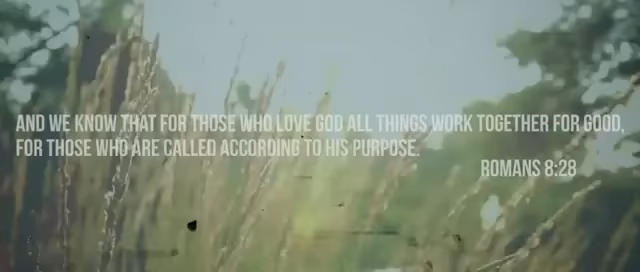 AND WE KNOW THAT FOR THOSE WHO LOVE GOD ALL THINGS WORK TOGETHER FOR GOOD,
FOR THOSE WHO ARE CALLED ACCORDING TO HIS PURPOSE.
ROMANS 8:28